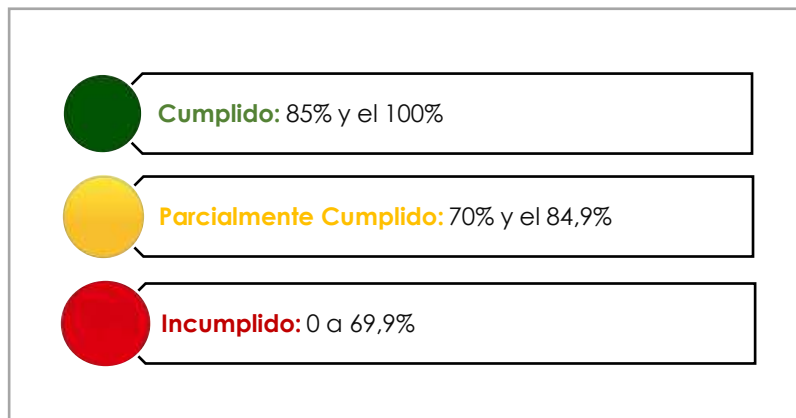 Cumplido: 85% y el 100%
Parcialmente Cumplido: 70% y el 84,9%
Incumplido: 0 a 69,9%